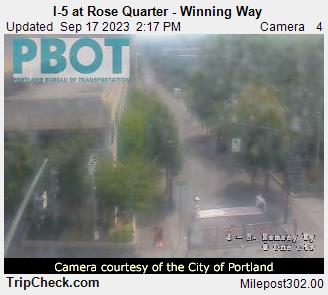 I-5 at Rose Quarter - Winning Way
Updated Sep 17 2023 2:17 PM Camera 4
PBOT
PORTLAND BUREAU OF TRANSPORTATION
Camera courtesy of the City of Portland
TripCheck.com Milepost302.00